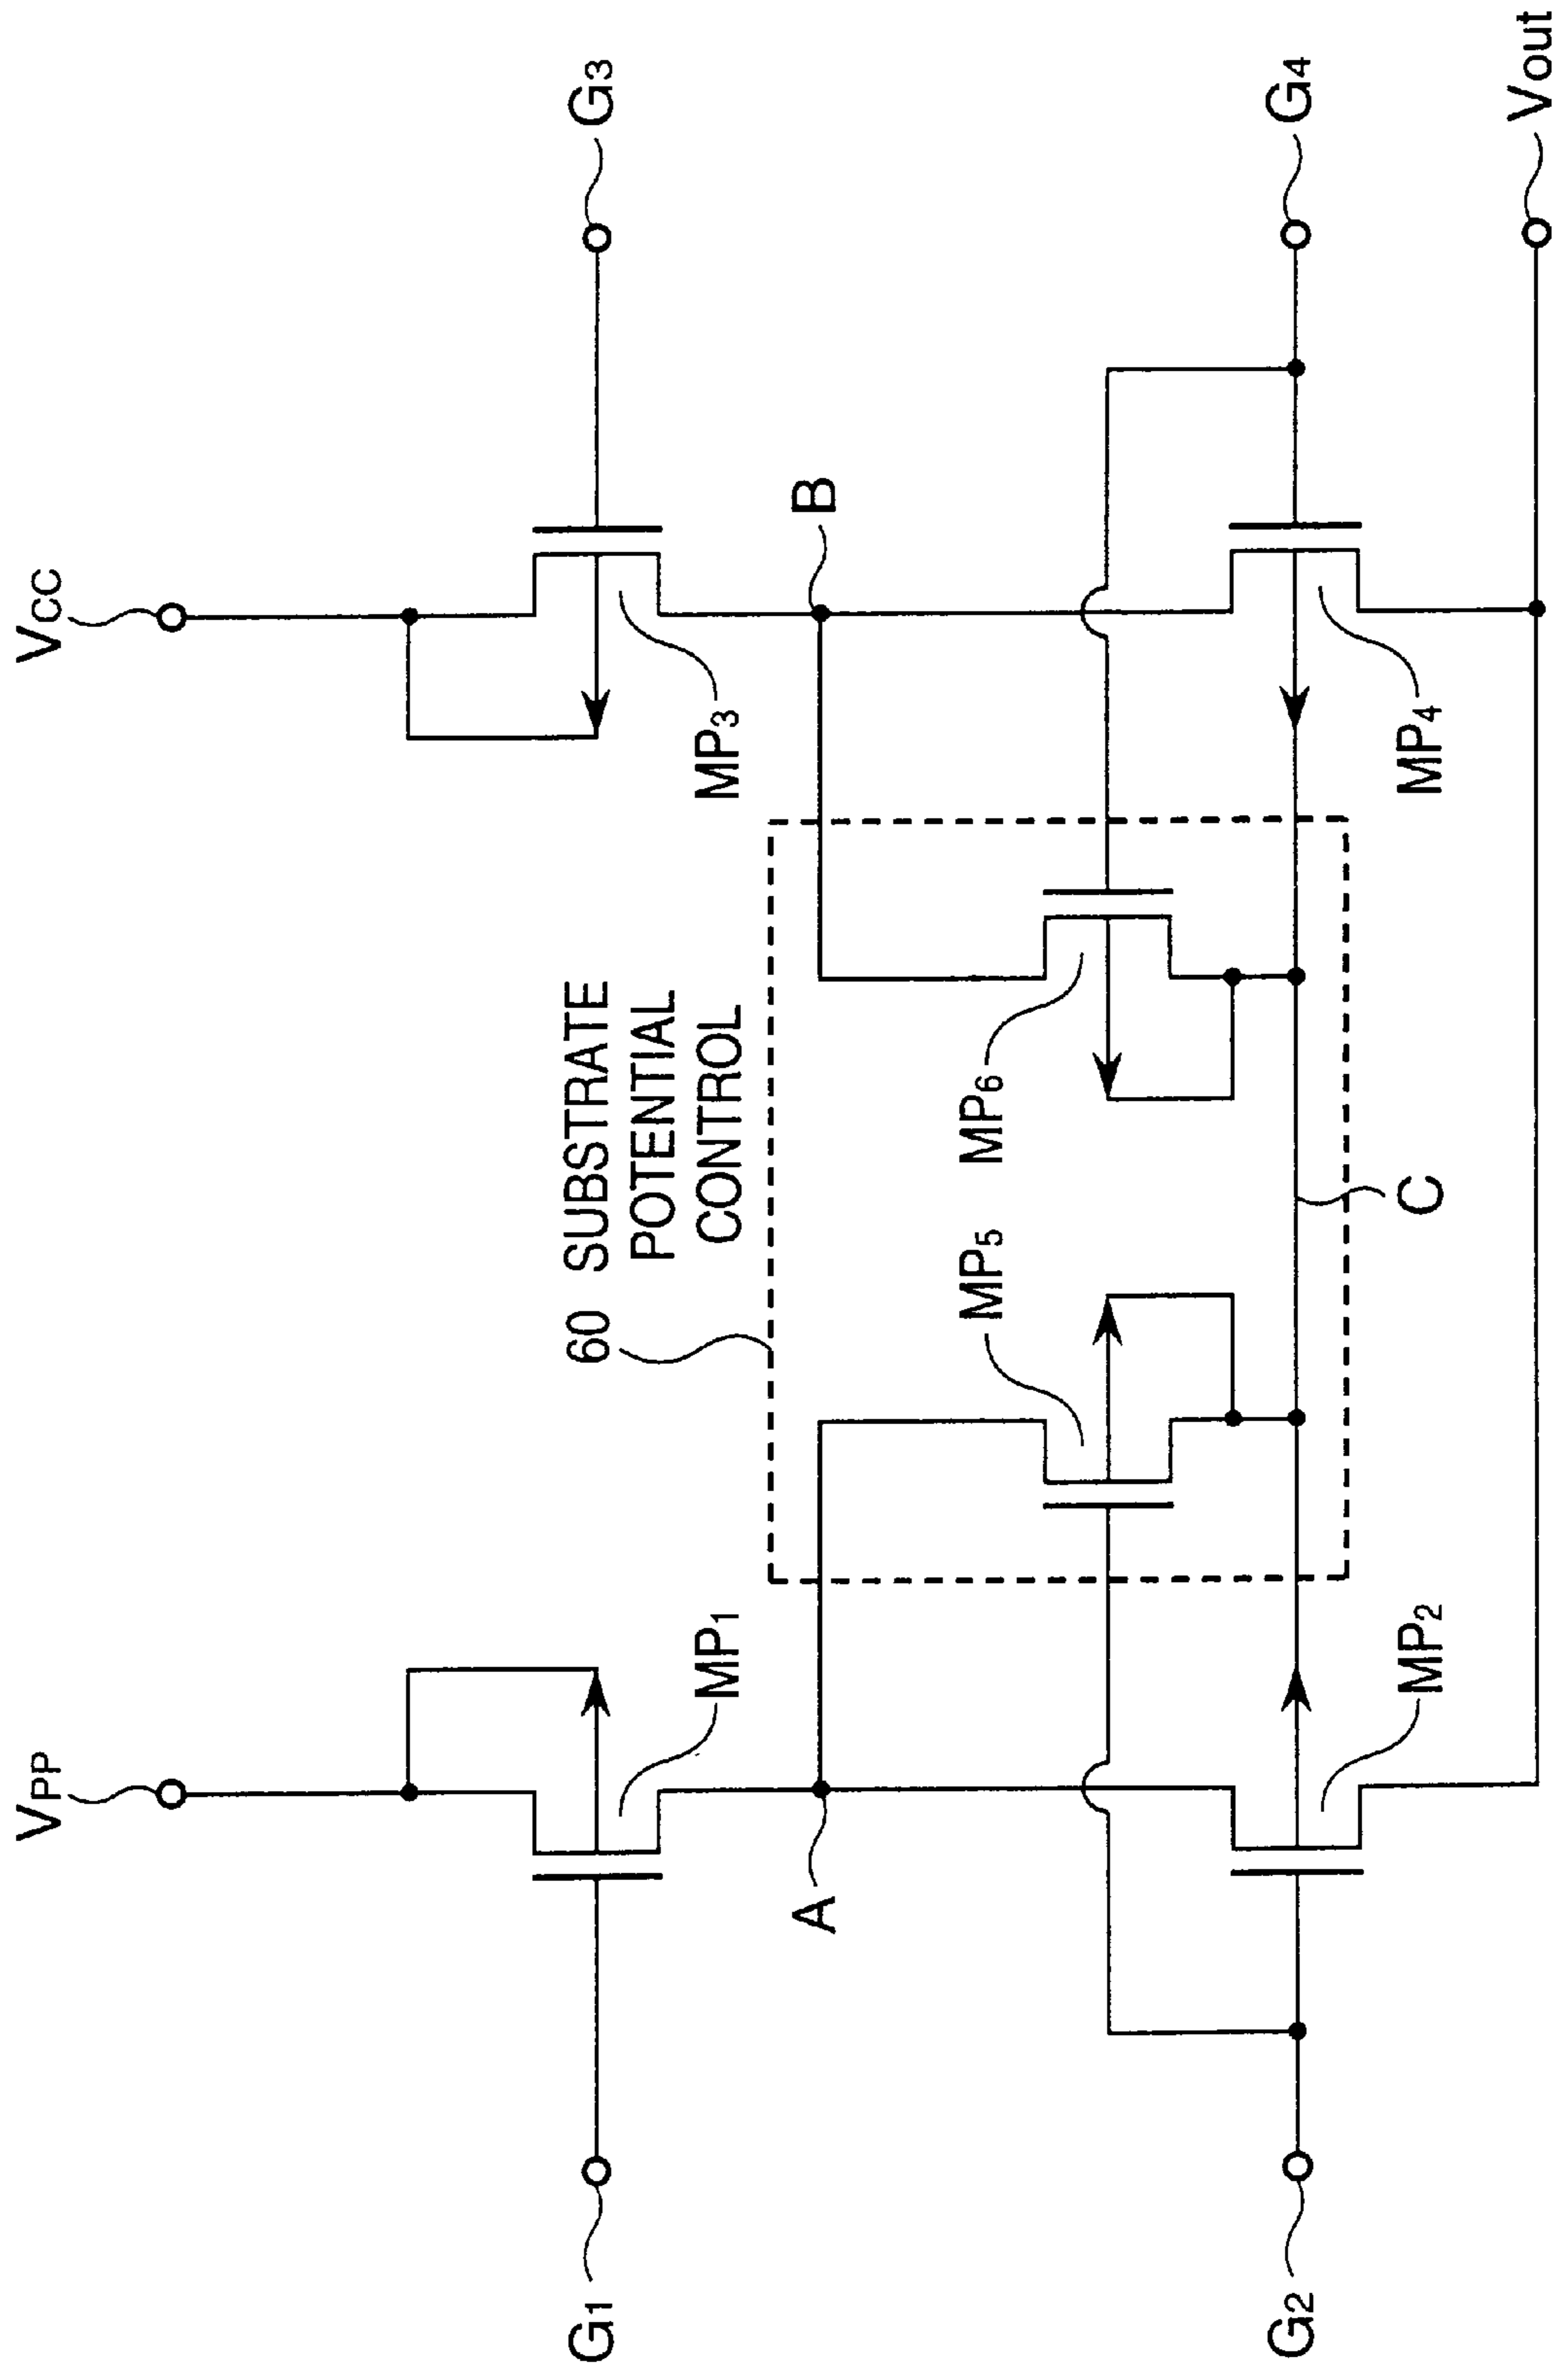 VPP
VCC
G1
MP1
60 SUBSTRATE
POTENTIAL
CONTROL
MP3
G3
A
B
MP5
MP6
G2
MP2
C
MP4
G4
Vout